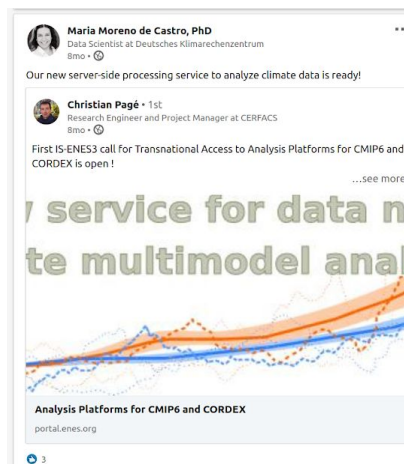 Maria Moreno de Castro, PhD
Data Scientist at Deutsches Klimarechenzentrum
8mo •
Our new server-side processing service to analyze climate data is ready!
Christian Pagé • 1st
Research Engineer and Project Manager at CERFACS
8mo •
First IS-ENES3 call for Transnational Access to Analysis Platforms for CMIP6 and
CORDEX is open !
...see more
service for data n
te multimodel anal
Analysis Platforms for CMIP6 and CORDEX
portal.enes.org
3